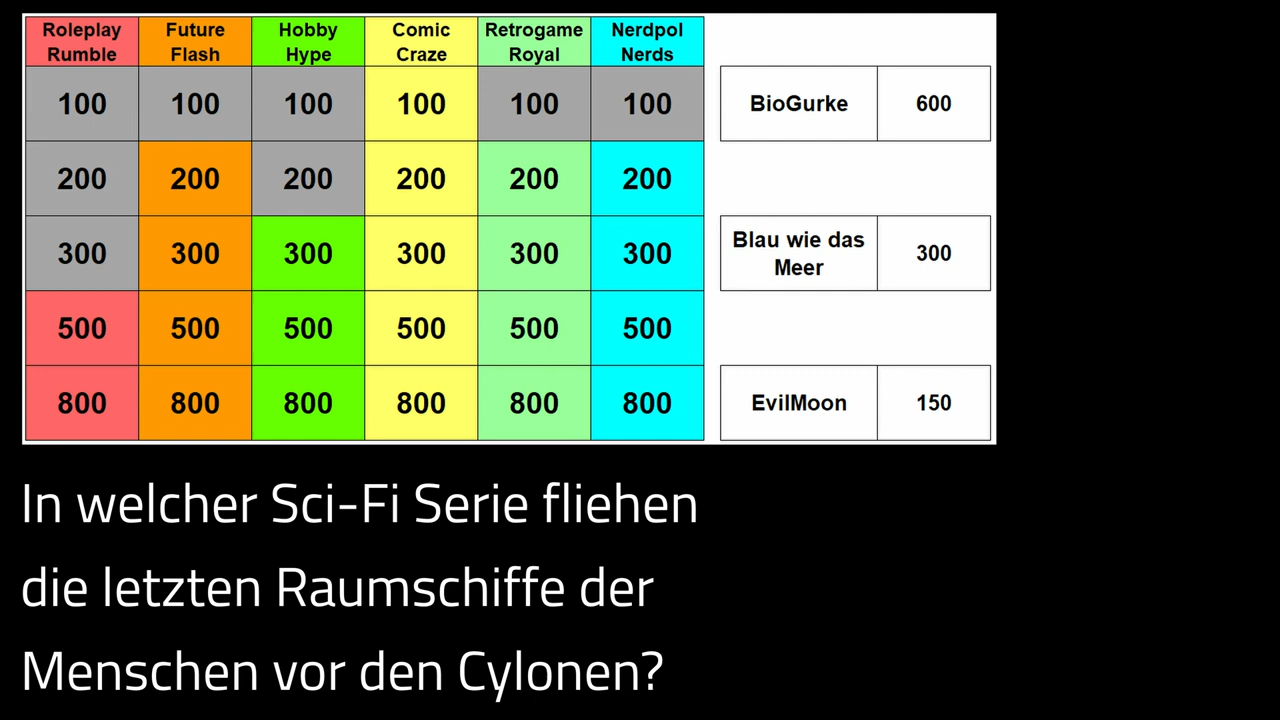 Roleplay Future Hobby Comic Retrogame Nerdpol
Rumble Flash Hype Craze Royal Nerds
100 100 100 100 100 100 BioGurke 600
200 200 200 200 200 200
300 300 300 300 300 300 Blau wie das Meer 300
500 500 500 500 500 500
800 800 800 800 800 800 EvilMoon 150
In welcher Sci-Fi Serie fliehen
die letzten Raumschiffe der
Menschen vor den Cylonen?